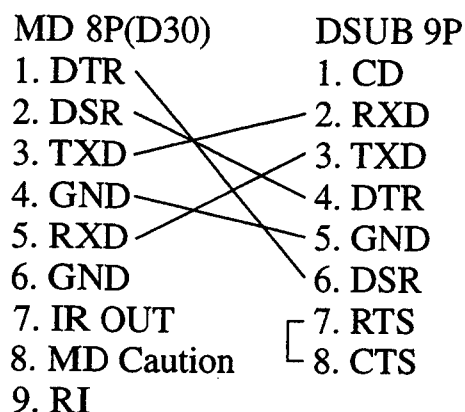 MD 8P(D30)
1. DTR
2. DSR
3. TXD
4. GND
5. RXD
6. GND
7. IR OUT
8. MD Caution
9. RI
DSUB 9P
1. CD
2. RXD
3. TXD
4. DTR
5. GND
6. DSR
7. RTS
8. CTS